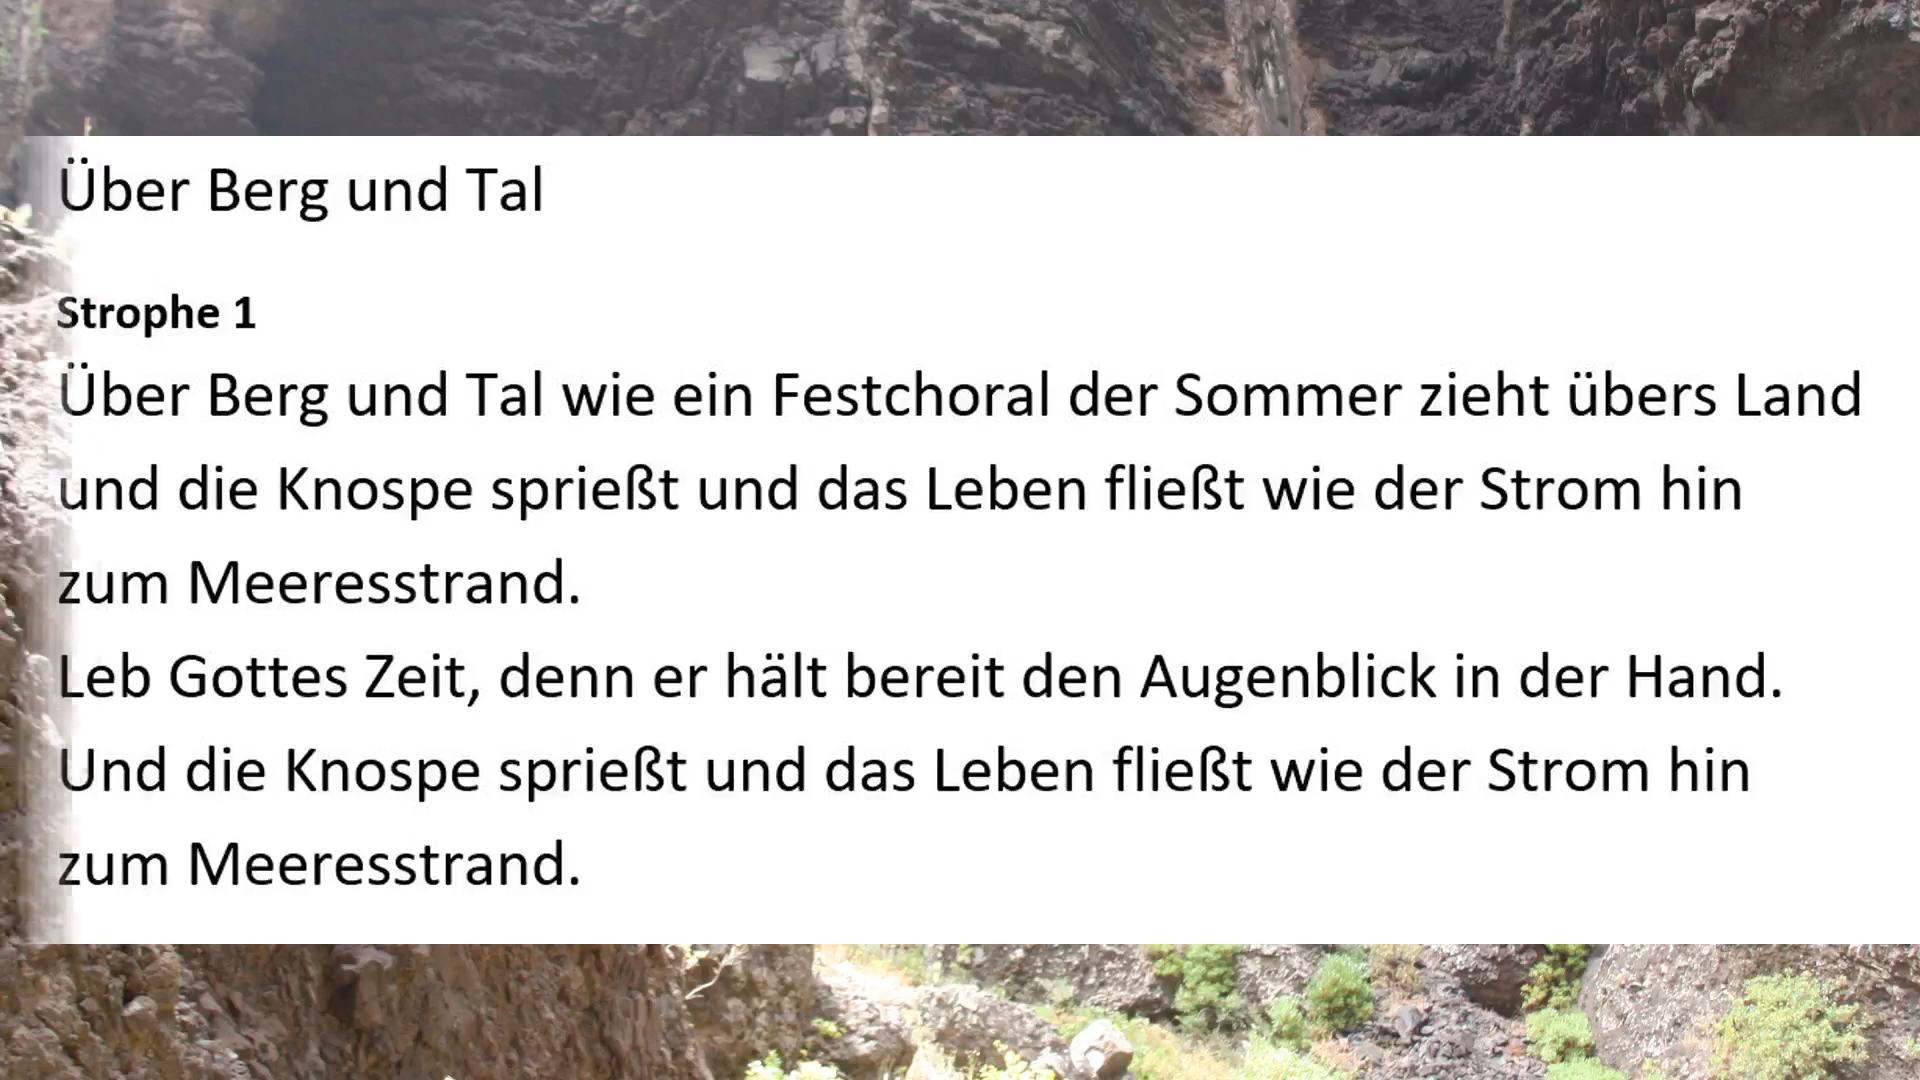 Über Berg und Tal
Strophe 1
Über Berg und Tal wie ein Festchoral der Sommer zieht übers Land
und die Knospe sprießt und das Leben fließt wie der Strom hin
zum Meeresstrand.
Leb Gottes Zeit, denn er hält bereit den Augenblick in der Hand.
Und die Knospe sprießt und das Leben fließt wie der Strom hin
zum Meeresstrand.